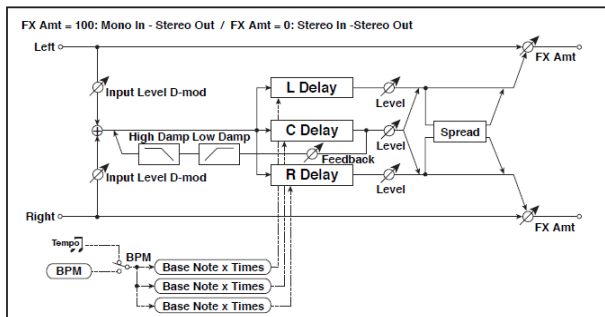 FX Amt = 100: Mono In - Stereo Out / FX Amt = 0: Stereo In -Stereo Out
Left
FX Amt
Input Level D-mod
L Delay
Level
High Damp Low Damp
C Delay
Level
Spread
Feedback
Input Level D-mod
R Delay
Level
Right
FX Amt
Tempo
BPM
BPM
Base Note x Times
Base Note x Times
Base Note x Times